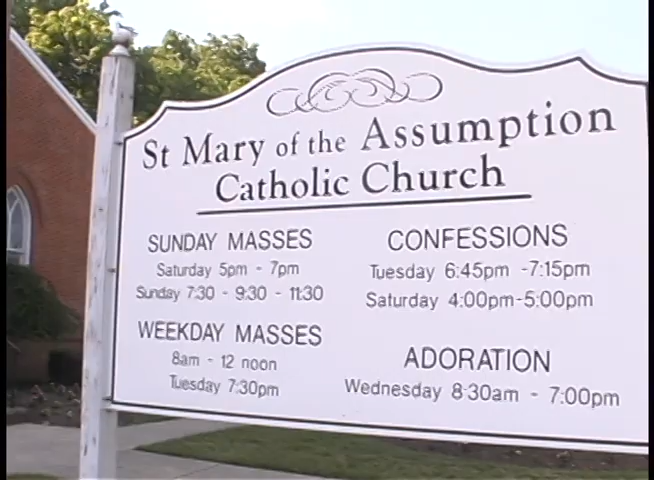 St Mary of the Assumption
Catholic Church
SUNDAY MASSES
Saturday 5pm - 7pm
Sunday 7:30 - 9:30 - 11:30
WEEKDAY MASSES
8am - 12 noon
Tuesday 7:30pm
CONFESSIONS
Tuesday 6:45pm -7:15pm
Saturday 4:00pm-5:00pm
ADORATION
Wednesday 8:30am - 7:00pm